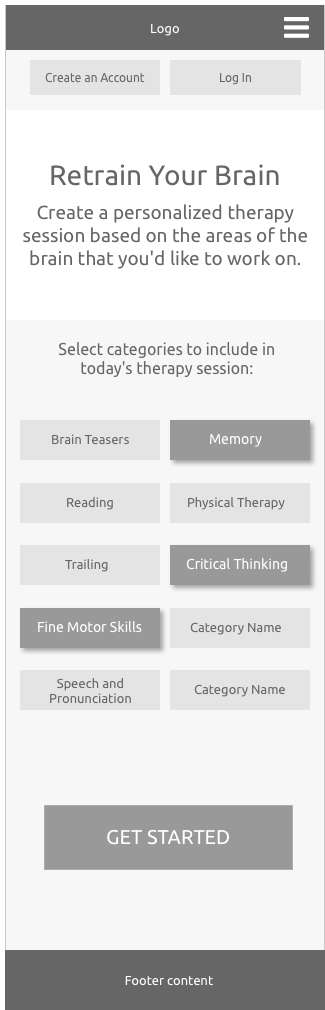 Logo
Create an Account
Log In
Retrain Your Brain
Create a personalized therapy
session based on the areas of the
brain that you'd like to work on.
Select categories to include in
today's therapy session:
Brain Teasers
Memory
Reading
Physical Therapy
Trailing
Critical Thinking
Fine Motor Skills
Category Name
Speech and
Pronunciation
Category Name
GET STARTED
Footer content